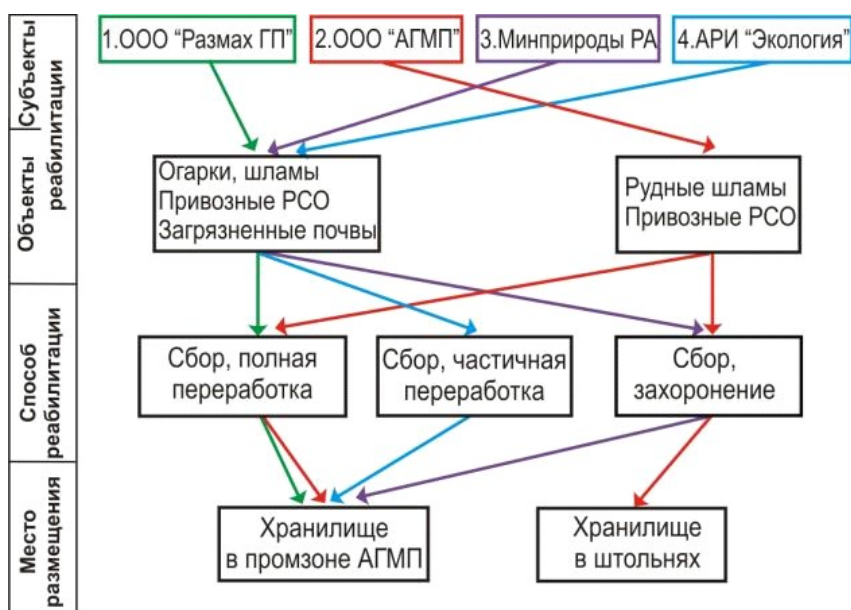 Субъекты
реабилитации
1.ООО “Размах ГП”
2.ООО “АГМП”
3.Минприроды РА
4.АРИ “Экология”
Объекты
Огарки, шламы
Привозные РСО
Загрязненные почвы
Рудные шламы
Привозные РСО
Способ
реабилитации
Сбор, полная
переработка
Сбор, частичная
переработка
Сбор,
захоронение
Место
размещения
Хранилище
в промзоне АГМП
Хранилище
в штольнях